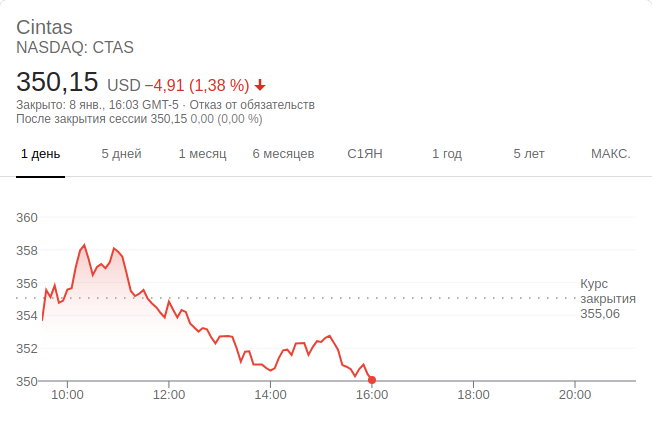 Cintas
NASDAQ: CTAS
350,15 USD −4,91 (1,38 %)
Закрыто: 8 янв., 16:03 GMT-5 · Отказ от обязательств
После закрытия сессии 350,15 0,00 (0,00 %)
1 день 5 дней 1 месяц 6 месяцев С1ЯН 1 год 5 лет МАКС.
360
358
356
354
352
350
Курс
закрытия
355,06
10:00 12:00 14:00 16:00 18:00 20:00